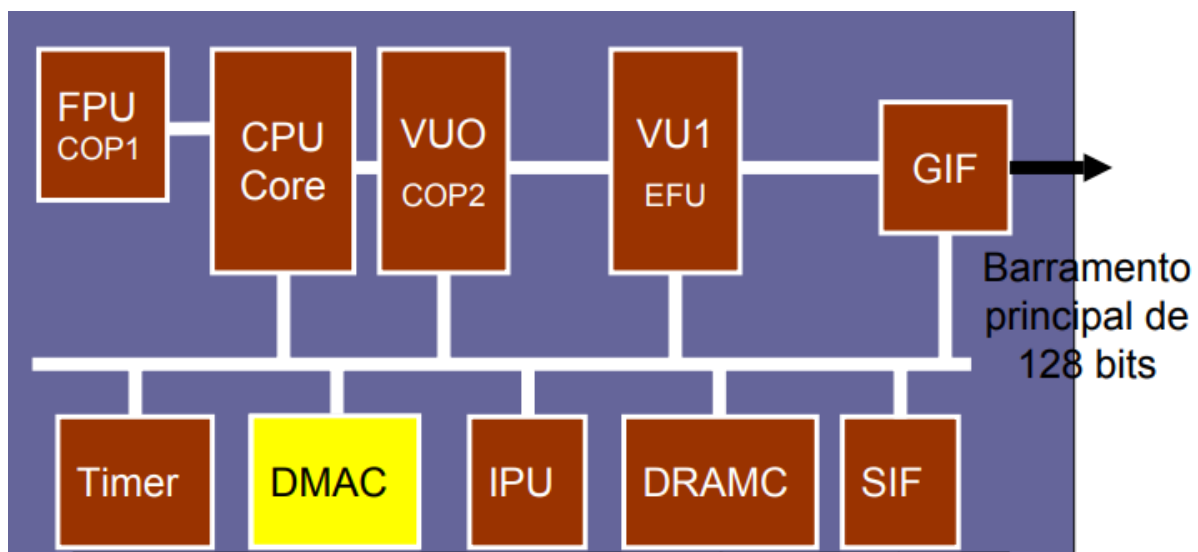 FPU
COP1
CPU
Core
VUO
COP2
VU1
EFU
GIF
Barramento
principal de
128 bits
Timer
DMAC
IPU
DRAMC
SIF